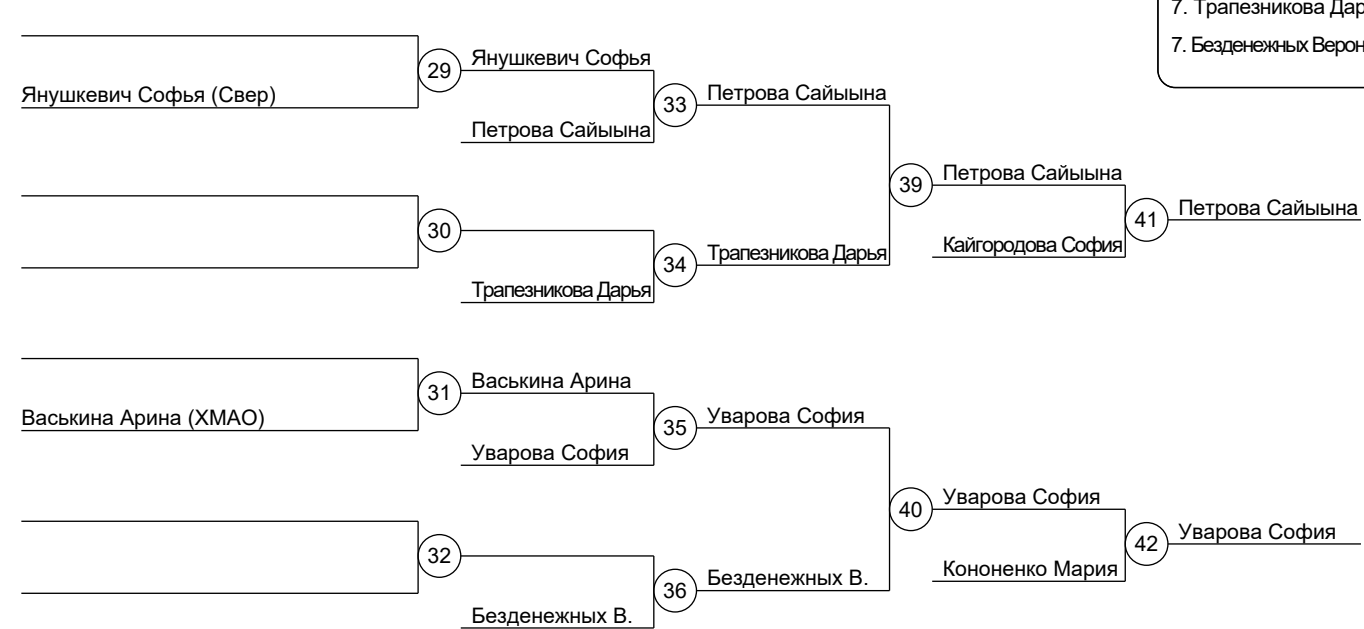 7. Трапезникова Дар
7. Безденежных Верон
29
Янушкевич Софья
Янушкевич Софья (Свер)
33
Петрова Сайыына
Петрова Сайыына
39
Петрова Сайыына
41
Петрова Сайыына
30
34
Трапезникова Дарья
Кайгородова София
Трапезникова Дарья
31
Васькина Арина
Васькина Арина (ХМАО)
35
Уварова София
Уварова София
40
Уварова София
42
Уварова София
32
36
Безденежных В.
Кононенко Мария
Безденежных В.